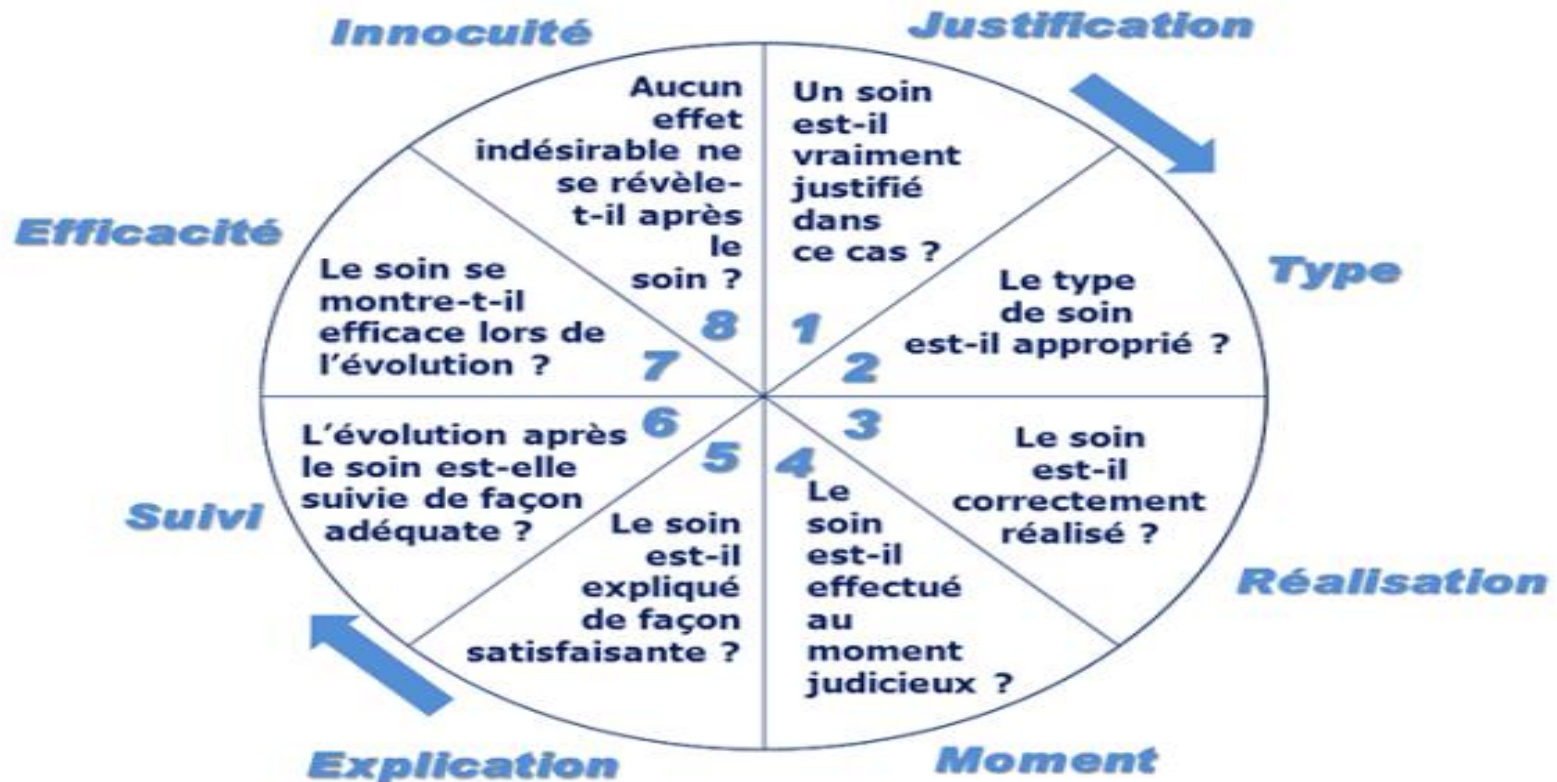 Justification
Un soin
est-il
vraiment
justifié
dans
ce cas ?
1
Type
Le type
de soin
est-il approprié ?
2
Réalisation
3
Le soin
est-il
correctement
réalisé ?
Moment
4
Le
soin
est-il
effectué
au
moment
judicieux ?
Explication
5
Le soin
est-il
expliqué
de façon
satisfaisante ?
Suivi
6
L’évolution après
le soin est-elle
suivie de façon
adéquate ?
Efficacité
Le soin se
montre-t-il
efficace lors de
l’évolution ?
7
Innocuité
Aucun
effet
indésirable ne
se révèle-
t-il après
le
soin ?
8